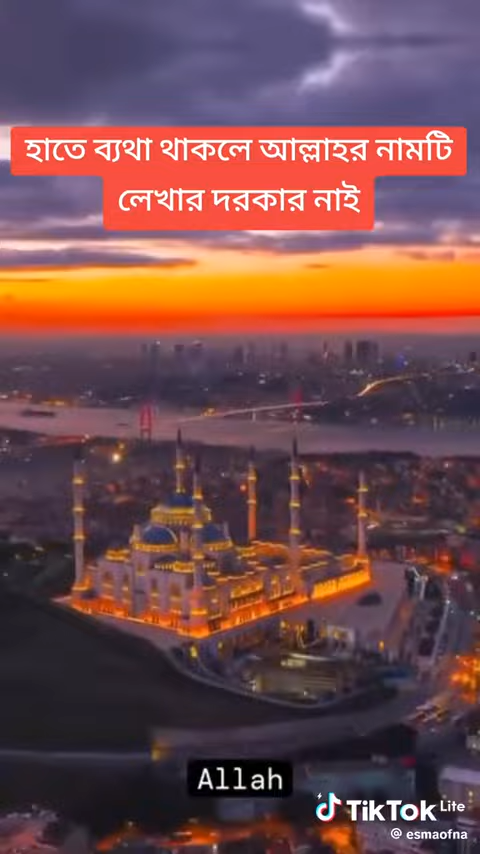 হাতে ব্যথা থাকলে আল্লাহর নামটি
লেখার দরকার নাই
Allah
TikTok Lite
@ esmaofna